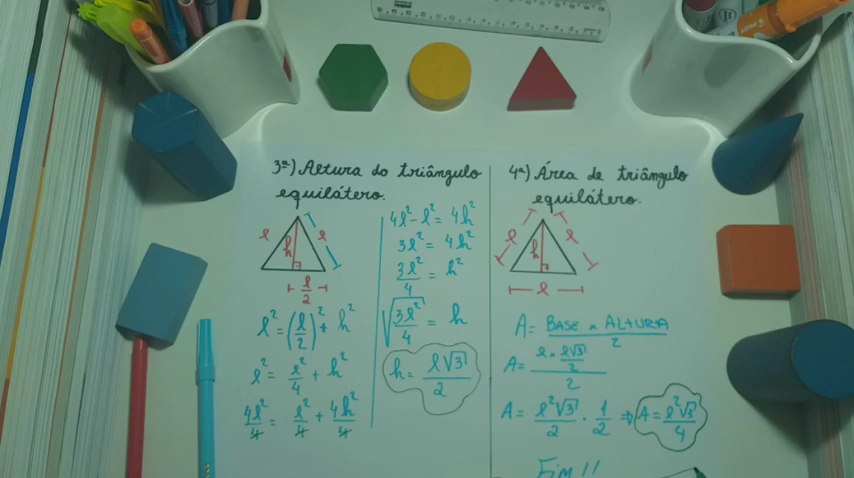 3ª) Altura do triângulo
equilátero.
l
h
l
l/2
l² = (l/2)² + h²
l² = l²/4 + h²
4l²/4 = l²/4 + 4h²/4
4l² - l² = 4h²
3l² = 4h²
3l²/4 = h²
√(3l²/4) = h
h = l√3/2
4ª) Área de triângulo
equilátero.
l
h
l
l
A = BASE × ALTURA/2
A = (l × l√3/2)/2
A = l²√3/2 · 1/2 ⇒ A = l²√3/4
Fim!!